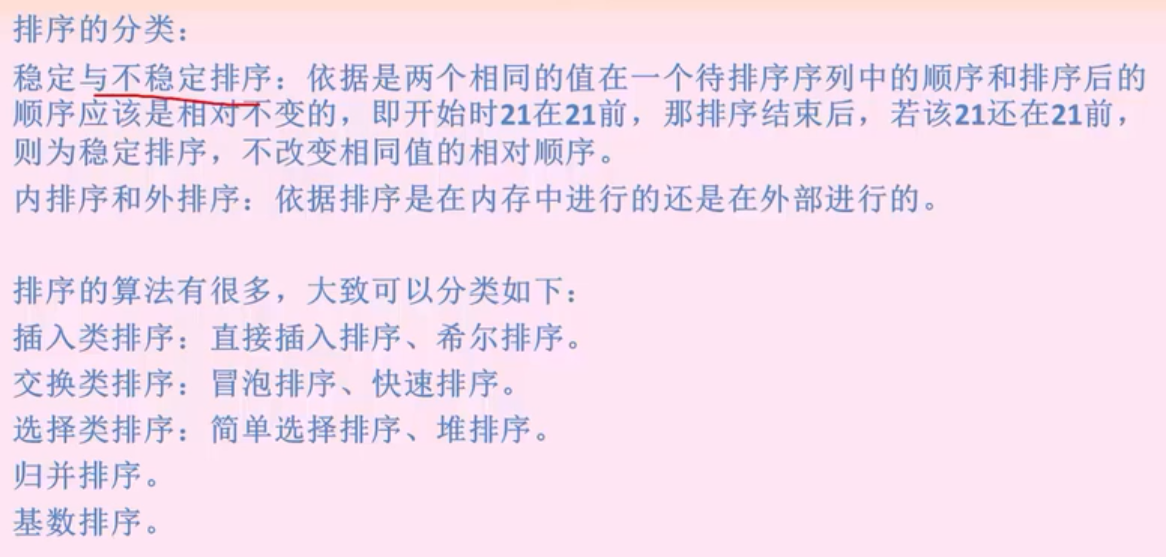 排序的分类：
稳定与不稳定排序：依据是两个相同的值在一个待排序序列中的顺序和排序后的
顺序应该是相对不变的，即开始时21在21前，那排序结束后，若该21还在21前，
则为稳定排序，不改变相同值的相对顺序。
内排序和外排序：依据排序是在内存中进行的还是在外部进行的。
排序的算法有很多，大致可以分类如下：
插入类排序：直接插入排序、希尔排序。
交换类排序：冒泡排序、快速排序。
选择类排序：简单选择排序、堆排序。
归并排序。
基数排序。